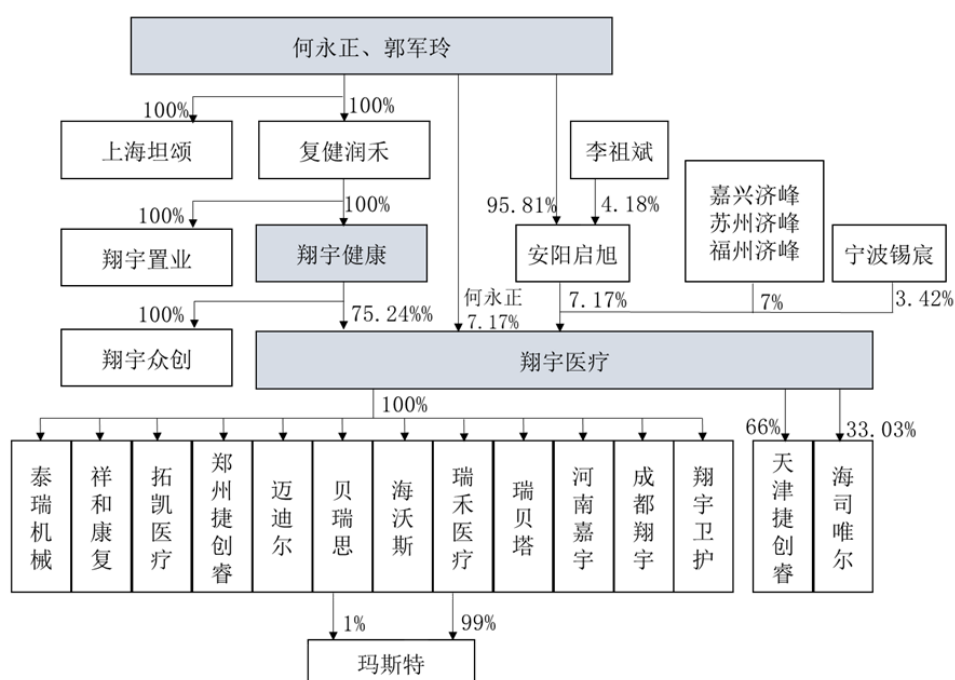 何永正、郭军玲
100%
100%
上海坦颂
复健润禾
李祖斌
嘉兴济峰
苏州济峰
福州济峰
95.81%
4.18%
100%
100%
翔宇置业
翔宇健康
安阳启旭
宁波锡宸
何永正
7.17%
7.17%
7%
3.42%
100%
75.24%%
翔宇众创
翔宇医疗
100%
66%
33.03%
泰瑞机械
祥和康复
拓凯医疗
郑州捷创睿
迈迪尔
贝瑞思
海沃斯
瑞禾医疗
瑞贝塔
河南嘉宇
成都翔宇
翔宇卫护
天津捷创睿
海司唯尔
1%
99%
玛斯特